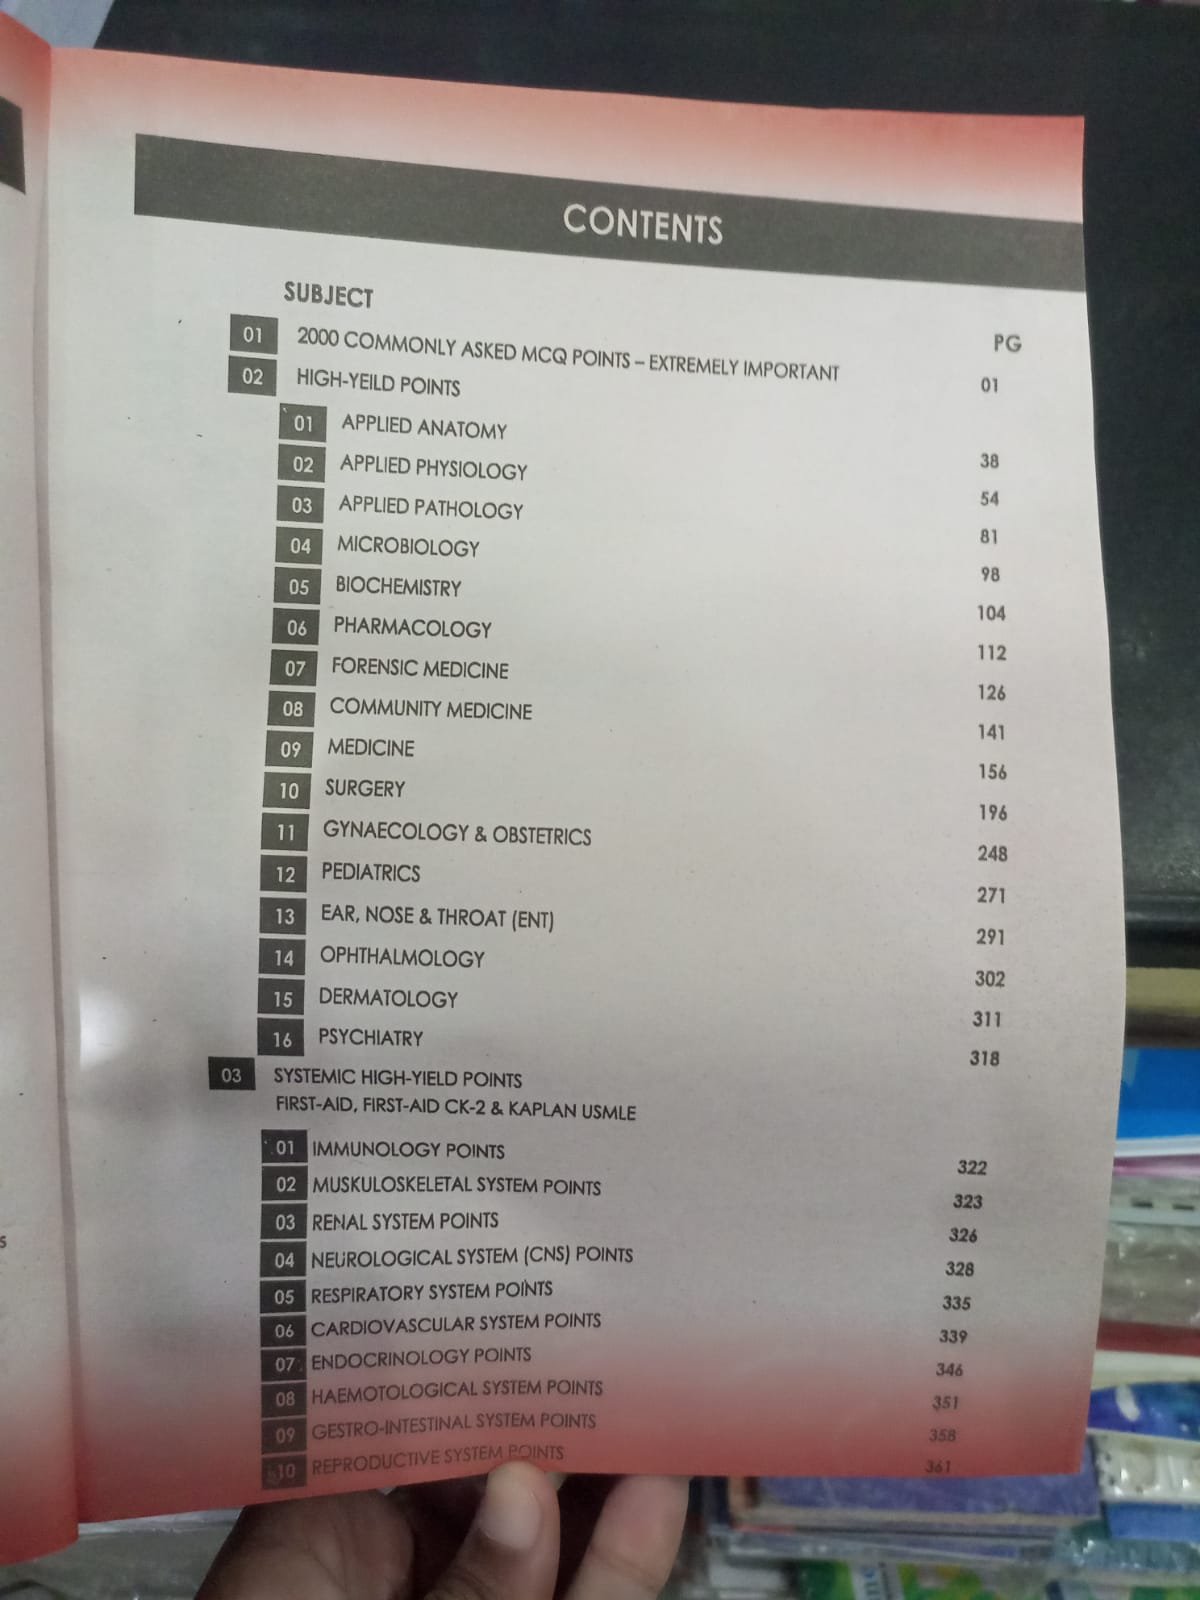 CONTENTS
SUBJECT PG
01 2000 COMMONLY ASKED MCQ POINTS – EXTREMELY IMPORTANT 01
02 HIGH-YEILD POINTS
01 APPLIED ANATOMY 38
02 APPLIED PHYSIOLOGY 54
03 APPLIED PATHOLOGY 81
04 MICROBIOLOGY 98
05 BIOCHEMISTRY 104
06 PHARMACOLOGY 112
07 FORENSIC MEDICINE 126
08 COMMUNITY MEDICINE 141
09 MEDICINE 156
10 SURGERY 196
11 GYNAECOLOGY & OBSTETRICS 248
12 PEDIATRICS 271
13 EAR, NOSE & THROAT (ENT) 291
14 OPHTHALMOLOGY 302
15 DERMATOLOGY 311
16 PSYCHIATRY 318
03 SYSTEMIC HIGH-YIELD POINTS
FIRST-AID, FIRST-AID CK-2 & KAPLAN USMLE
01 IMMUNOLOGY POINTS 322
02 MUSKULOSKELETAL SYSTEM POINTS 323
03 RENAL SYSTEM POINTS 326
04 NEUROLOGICAL SYSTEM (CNS) POINTS 328
05 RESPIRATORY SYSTEM POINTS 335
06 CARDIOVASCULAR SYSTEM POINTS 339
07 ENDOCRINOLOGY POINTS 346
08 HAEMOTOLOGICAL SYSTEM POINTS 351
09 GESTRO-INTESTINAL SYSTEM POINTS 358
10 REPRODUCTIVE SYSTEM POINTS 361